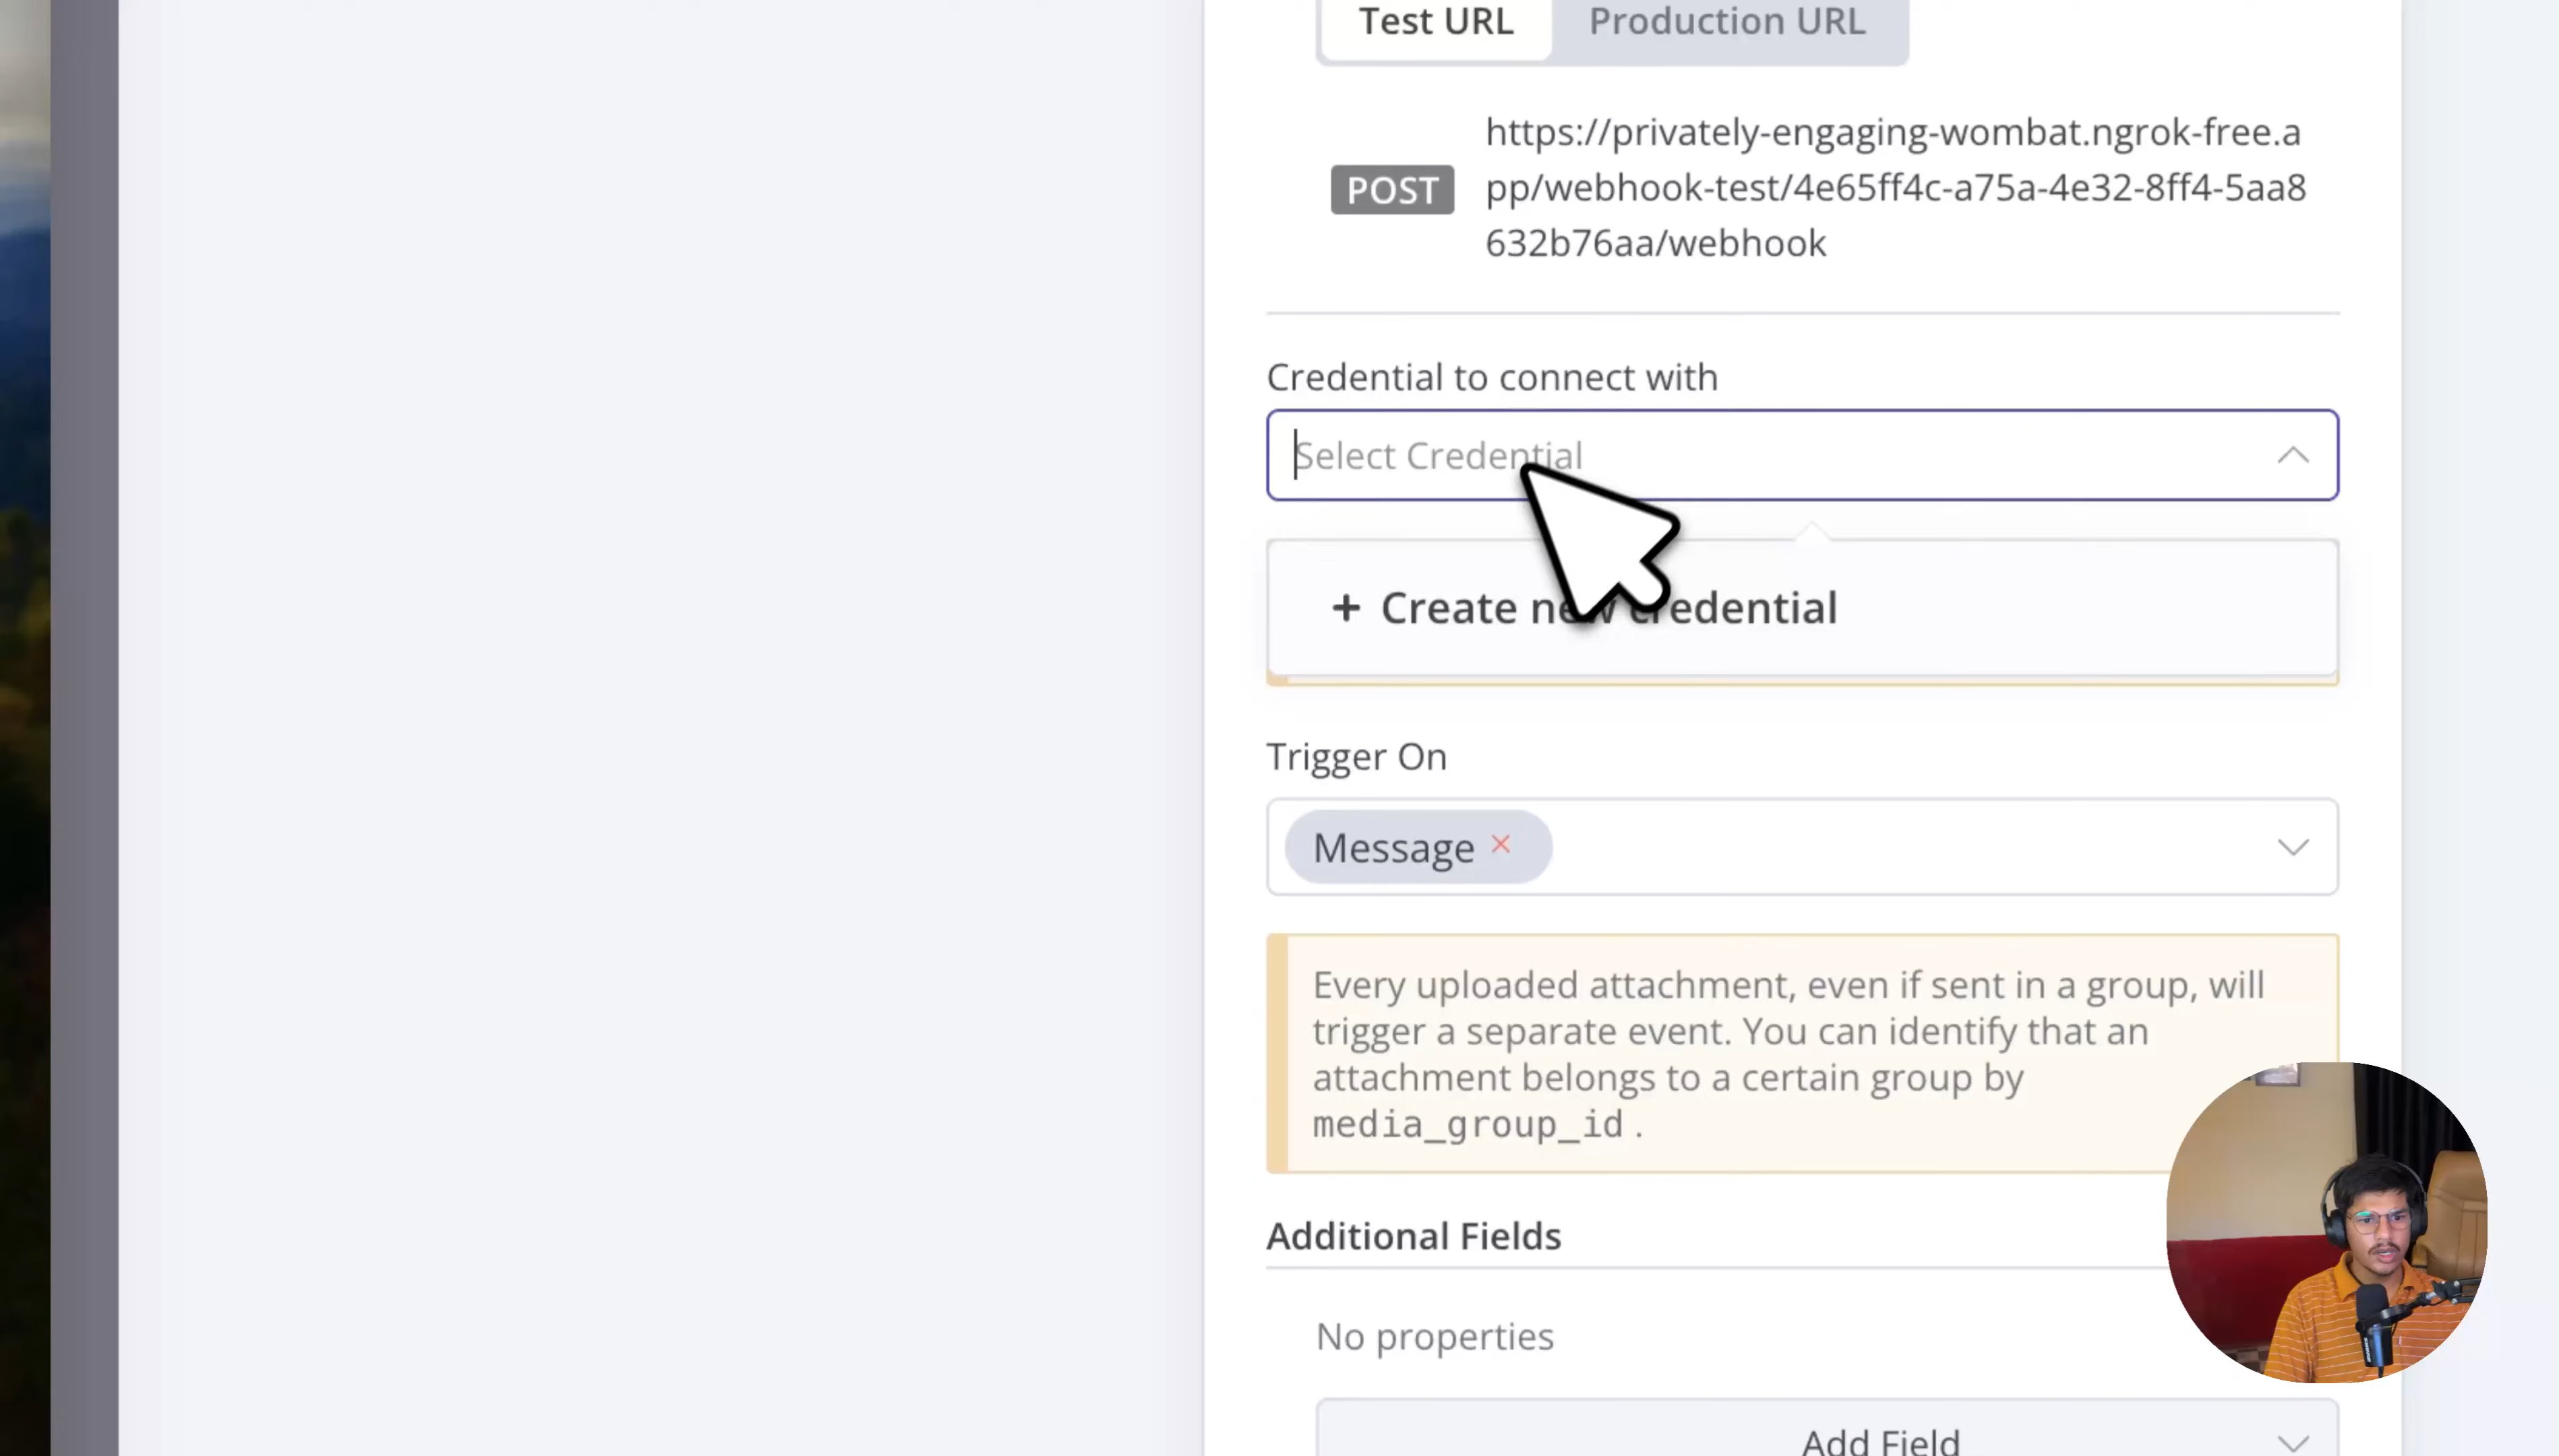 Test URL
Production URL
POST
https://privately-engaging-wombat.ngrok-free.a
pp/webhook-test/4e65ff4c-a75a-4e32-8ff4-5aa8
632b76aa/webhook
Credential to connect with
Select Credential
+ Create new credential
Trigger On
Message ×
Every uploaded attachment, even if sent in a group, will
trigger a separate event. You can identify that an
attachment belongs to a certain group by
media_group_id .
Additional Fields
No properties
Add Field